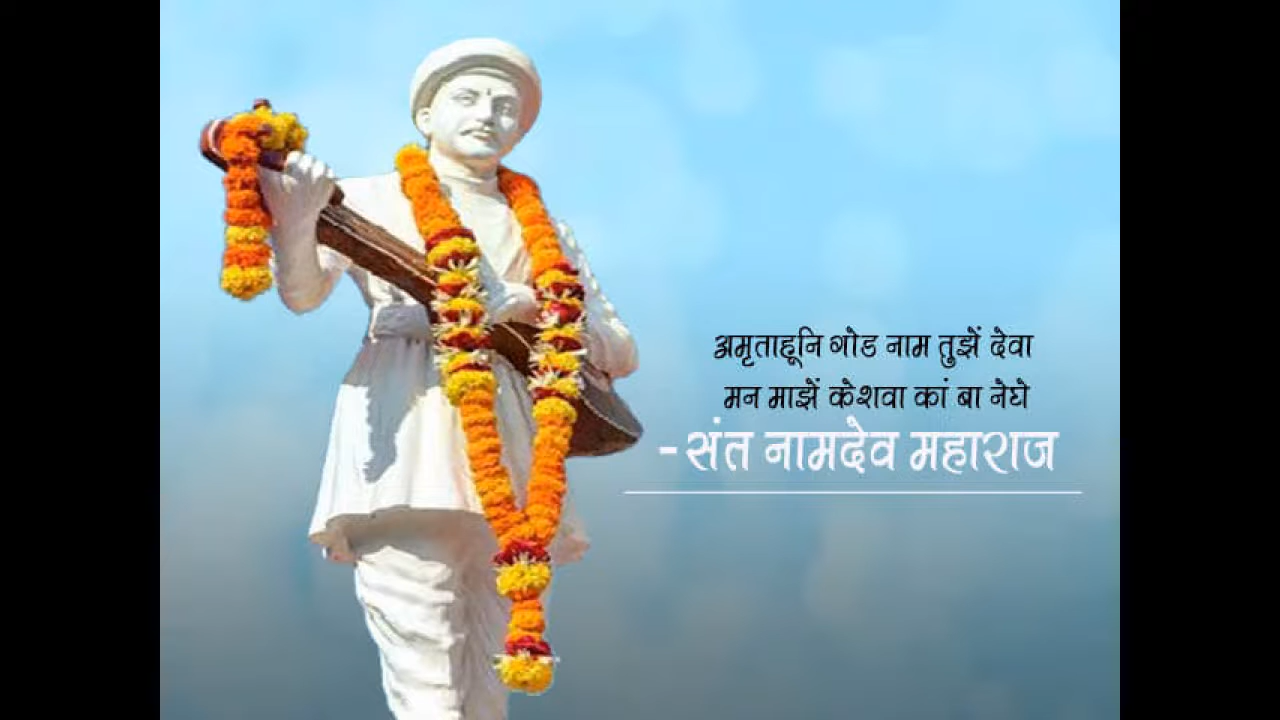 अमृताहूनि गोड नाम तुझें देवा
मन माझें केशवा कां बा नेघे
-संत नामदेव महाराज